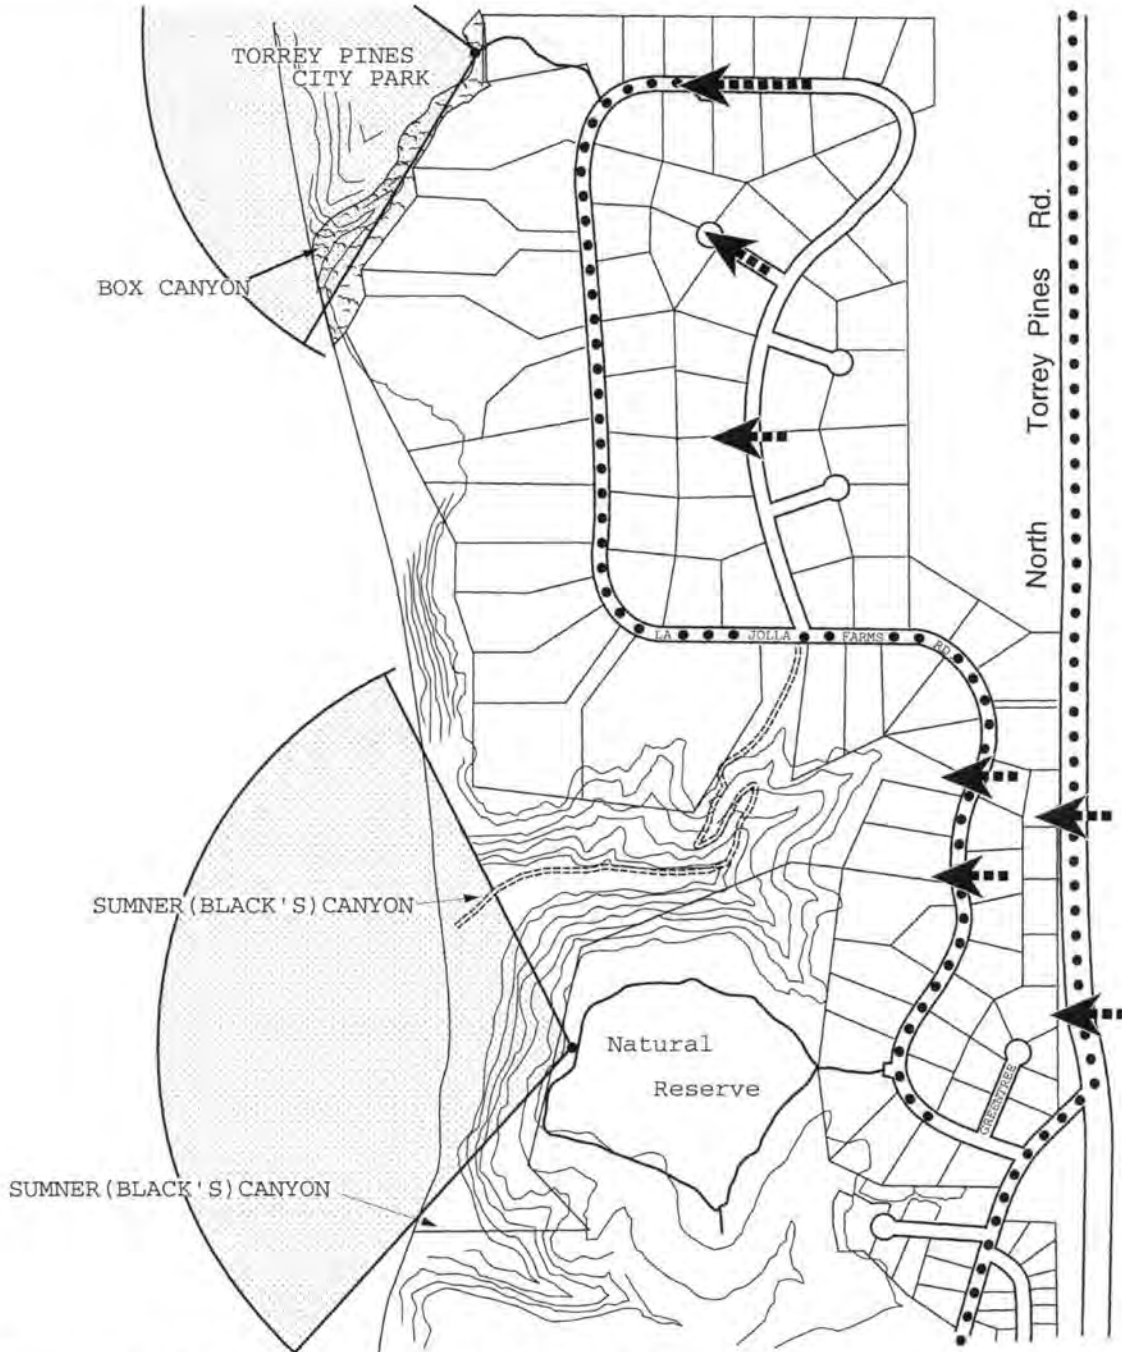 TORREY PINES
CITY PARK
BOX CANYON
North Torrey Pines Rd.
LA JOLLA FARMS RD.
SUMNER(BLACK'S)CANYON
Natural
Reserve
GREENTREE
SUMNER(BLACK'S)CANYON